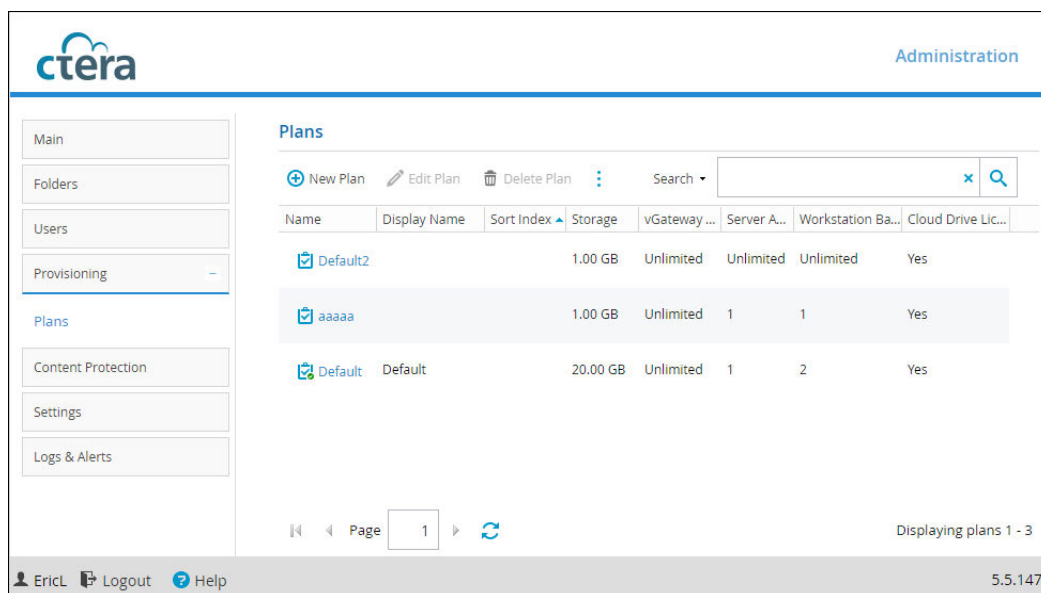 ctera
Administration
Main
Folders
Users
Provisioning
Plans
Content Protection
Settings
Logs & Alerts
Plans
New Plan Edit Plan Delete Plan Search
Name Display Name Sort Index Storage vGateway ... Server A... Workstation Ba... Cloud Drive Lic...
Default2 1.00 GB Unlimited Unlimited Unlimited Yes
aaaaa 1.00 GB Unlimited 1 1 Yes
Default Default 20.00 GB Unlimited 1 2 Yes
Page 1 Displaying plans 1 - 3
EricL Logout Help 5.5.147